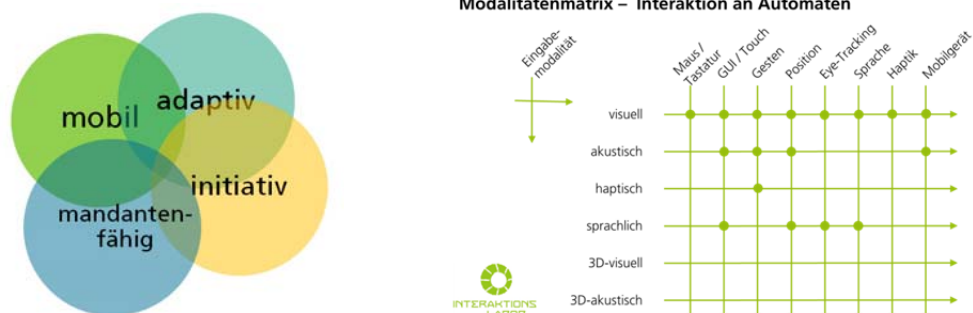 mobil
adaptiv
initiativ
mandanten-
fähig
Modalitätenmatrix – Interaktion an Automaten
Eingabe-
modalität
Maus /
Tastatur
GUI / Touch
Gesten
Position
Eye-Tracking
Sprache
Haptik
Mobilgerät
visuell
akustisch
haptisch
sprachlich
3D-visuell
3D-akustisch
INTERAKTIONS